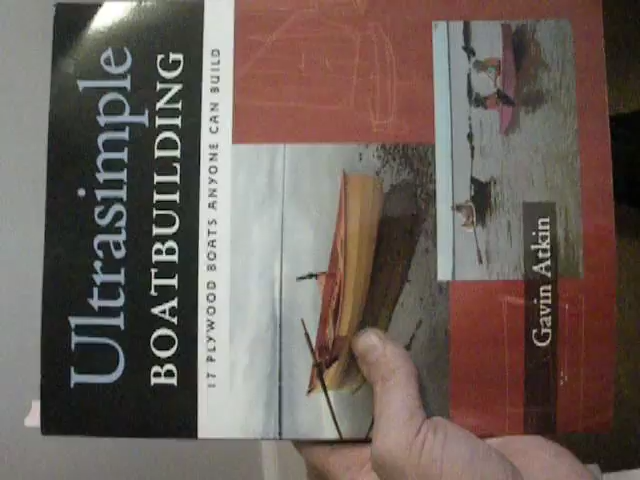 Ultrasimple
BOATBUILDING
17 PLYWOOD BOATS ANYONE CAN BUILD
Gavin Atkin